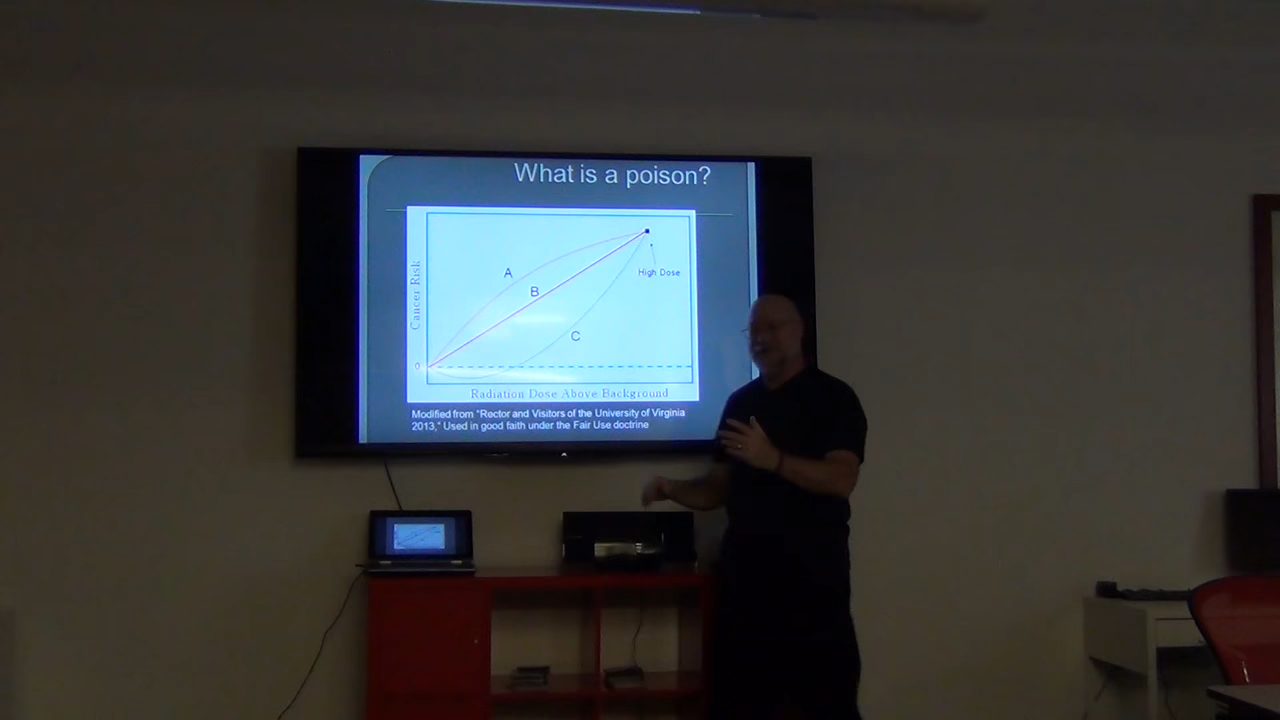 What is a poison?
A
B
C
High Dose
Cancer Risk
0
Radiation Dose Above Background
Modified from "Rector and Visitors of the University of Virginia
2013," Used in good faith under the Fair Use doctrine